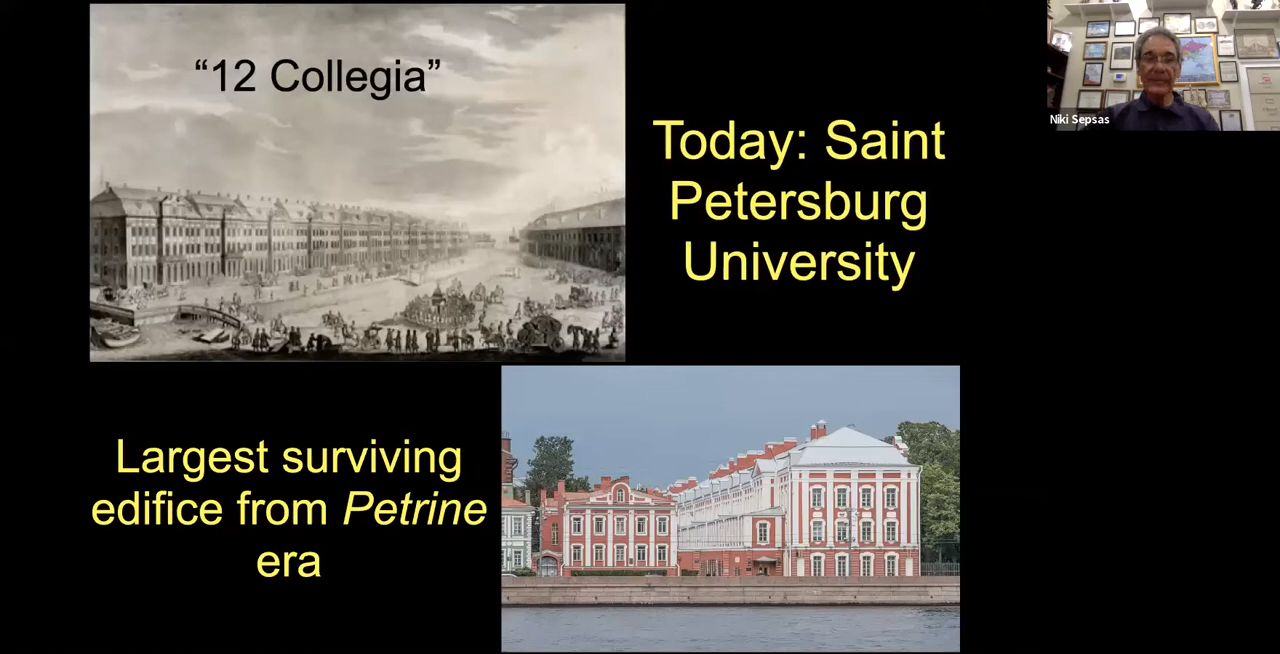 “12 Collegia”
Today: Saint
Petersburg
University
Niki Sepsas
Largest surviving
edifice from Petrine
era